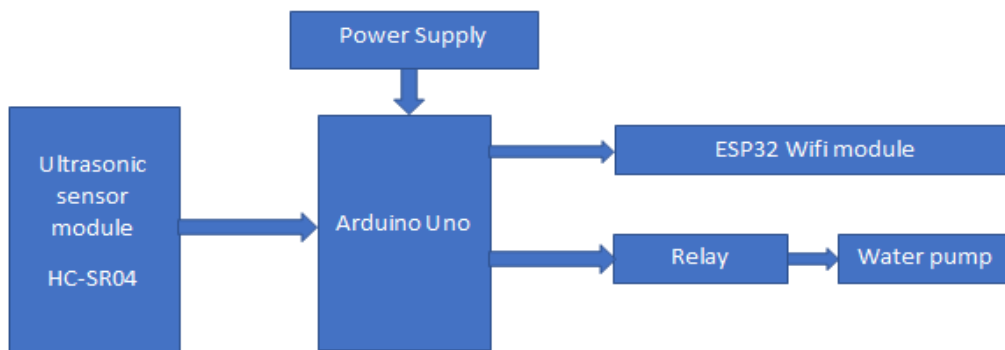 Power Supply
Ultrasonic
sensor
module
HC-SR04
Arduino Uno
ESP32 Wifi module
Relay
Water pump